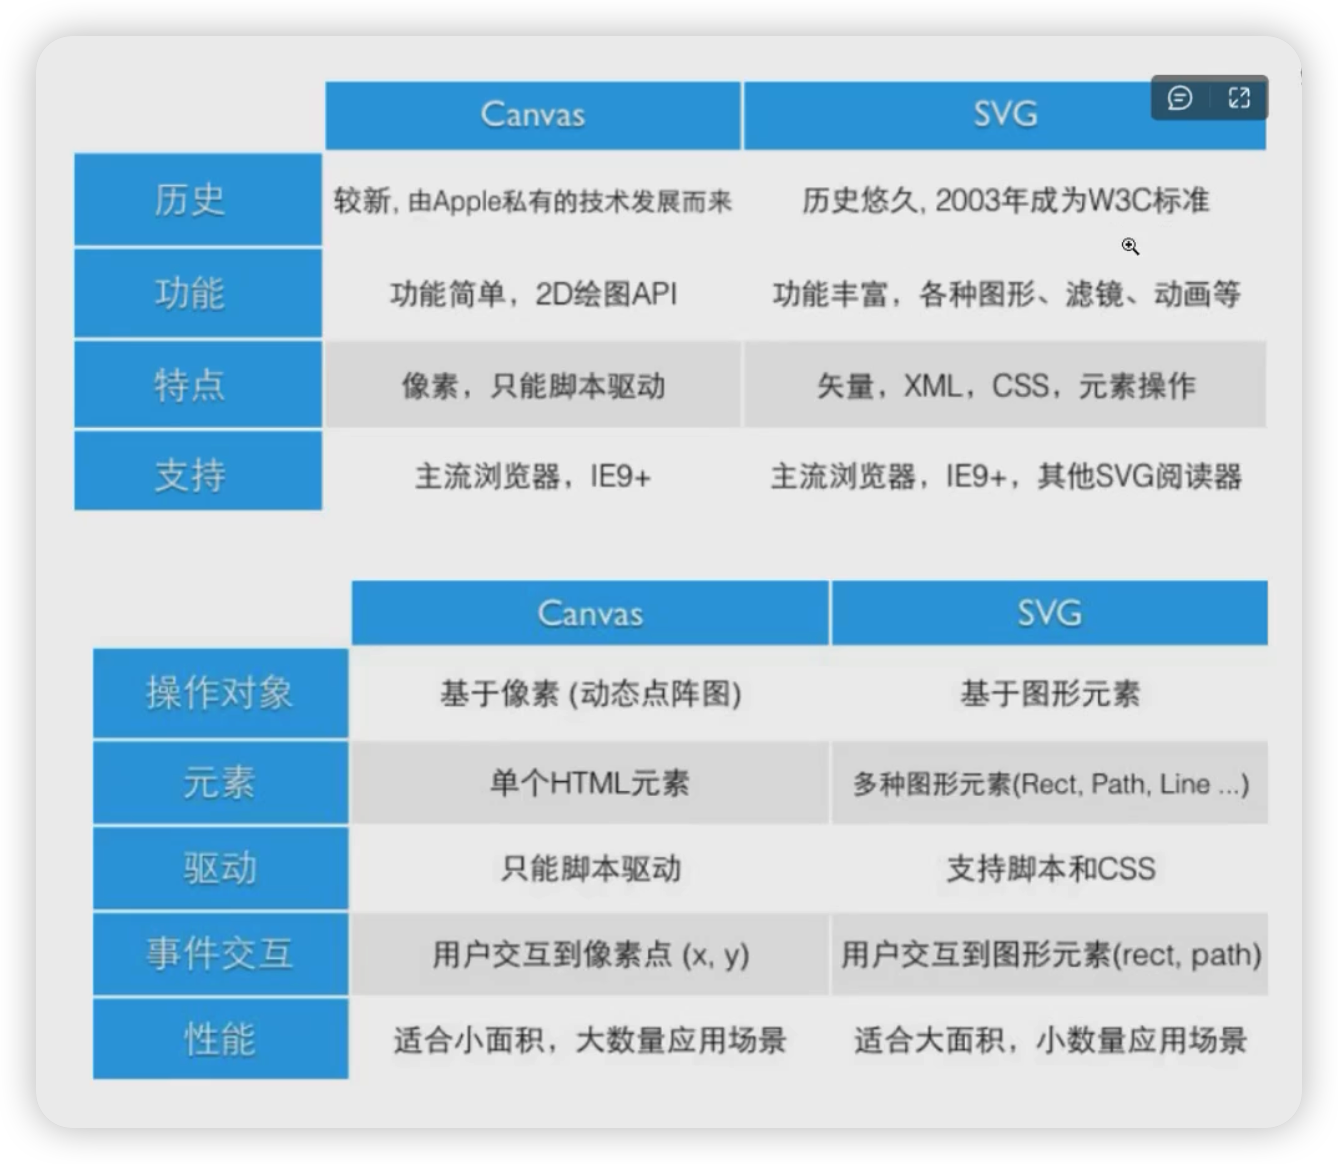 Canvas SVG
历史 较新, 由Apple私有的技术发展而来 历史悠久, 2003年成为W3C标准
功能 功能简单，2D绘图API 功能丰富，各种图形、滤镜、动画等
特点 像素，只能脚本驱动 矢量，XML，CSS，元素操作
支持 主流浏览器，IE9+ 主流浏览器，IE9+，其他SVG阅读器
Canvas SVG
操作对象 基于像素 (动态点阵图) 基于图形元素
元素 单个HTML元素 多种图形元素(Rect, Path, Line ...)
驱动 只能脚本驱动 支持脚本和CSS
事件交互 用户交互到像素点 (x, y) 用户交互到图形元素(rect, path)
性能 适合小面积，大数量应用场景 适合大面积，小数量应用场景